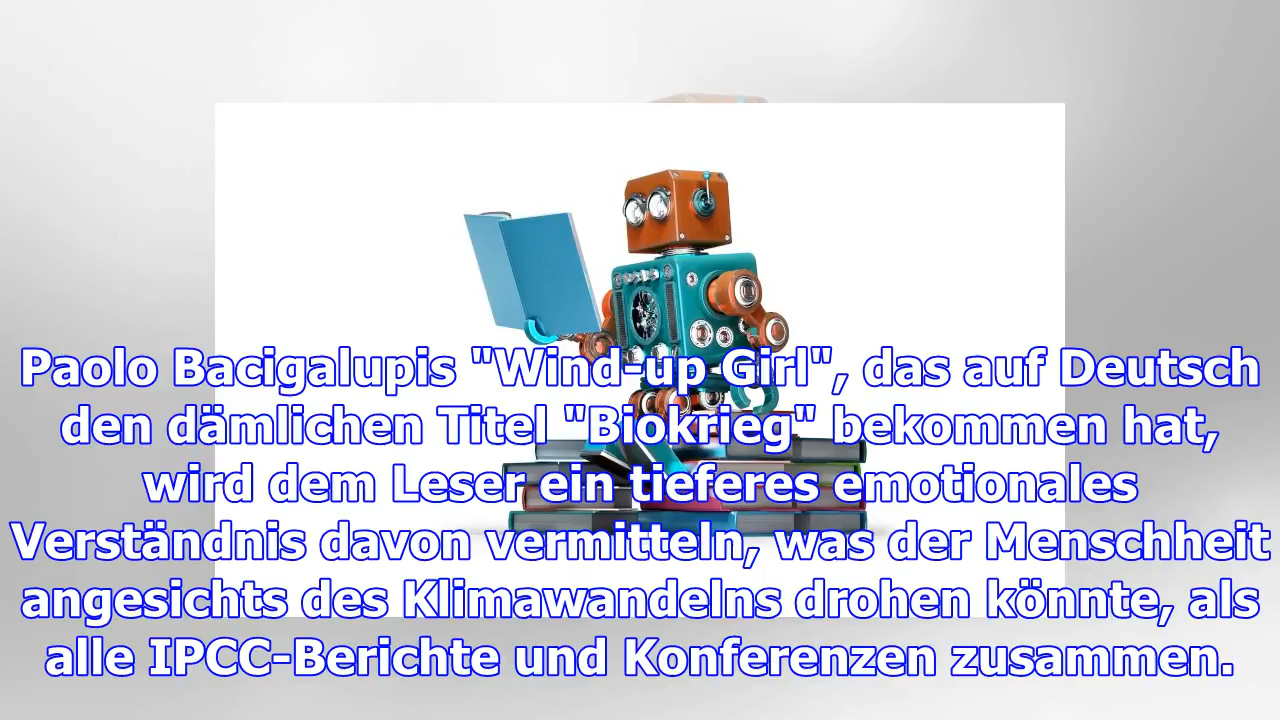 Paolo Bacigalupis "Wind-up Girl", das auf Deutsch
den dämlichen Titel "Biokrieg" bekommen hat,
wird dem Leser ein tieferes emotionales
Verständnis davon vermitteln, was der Menschheit
angesichts des Klimawandelns drohen könnte, als
alle IPCC-Berichte und Konferenzen zusammen.